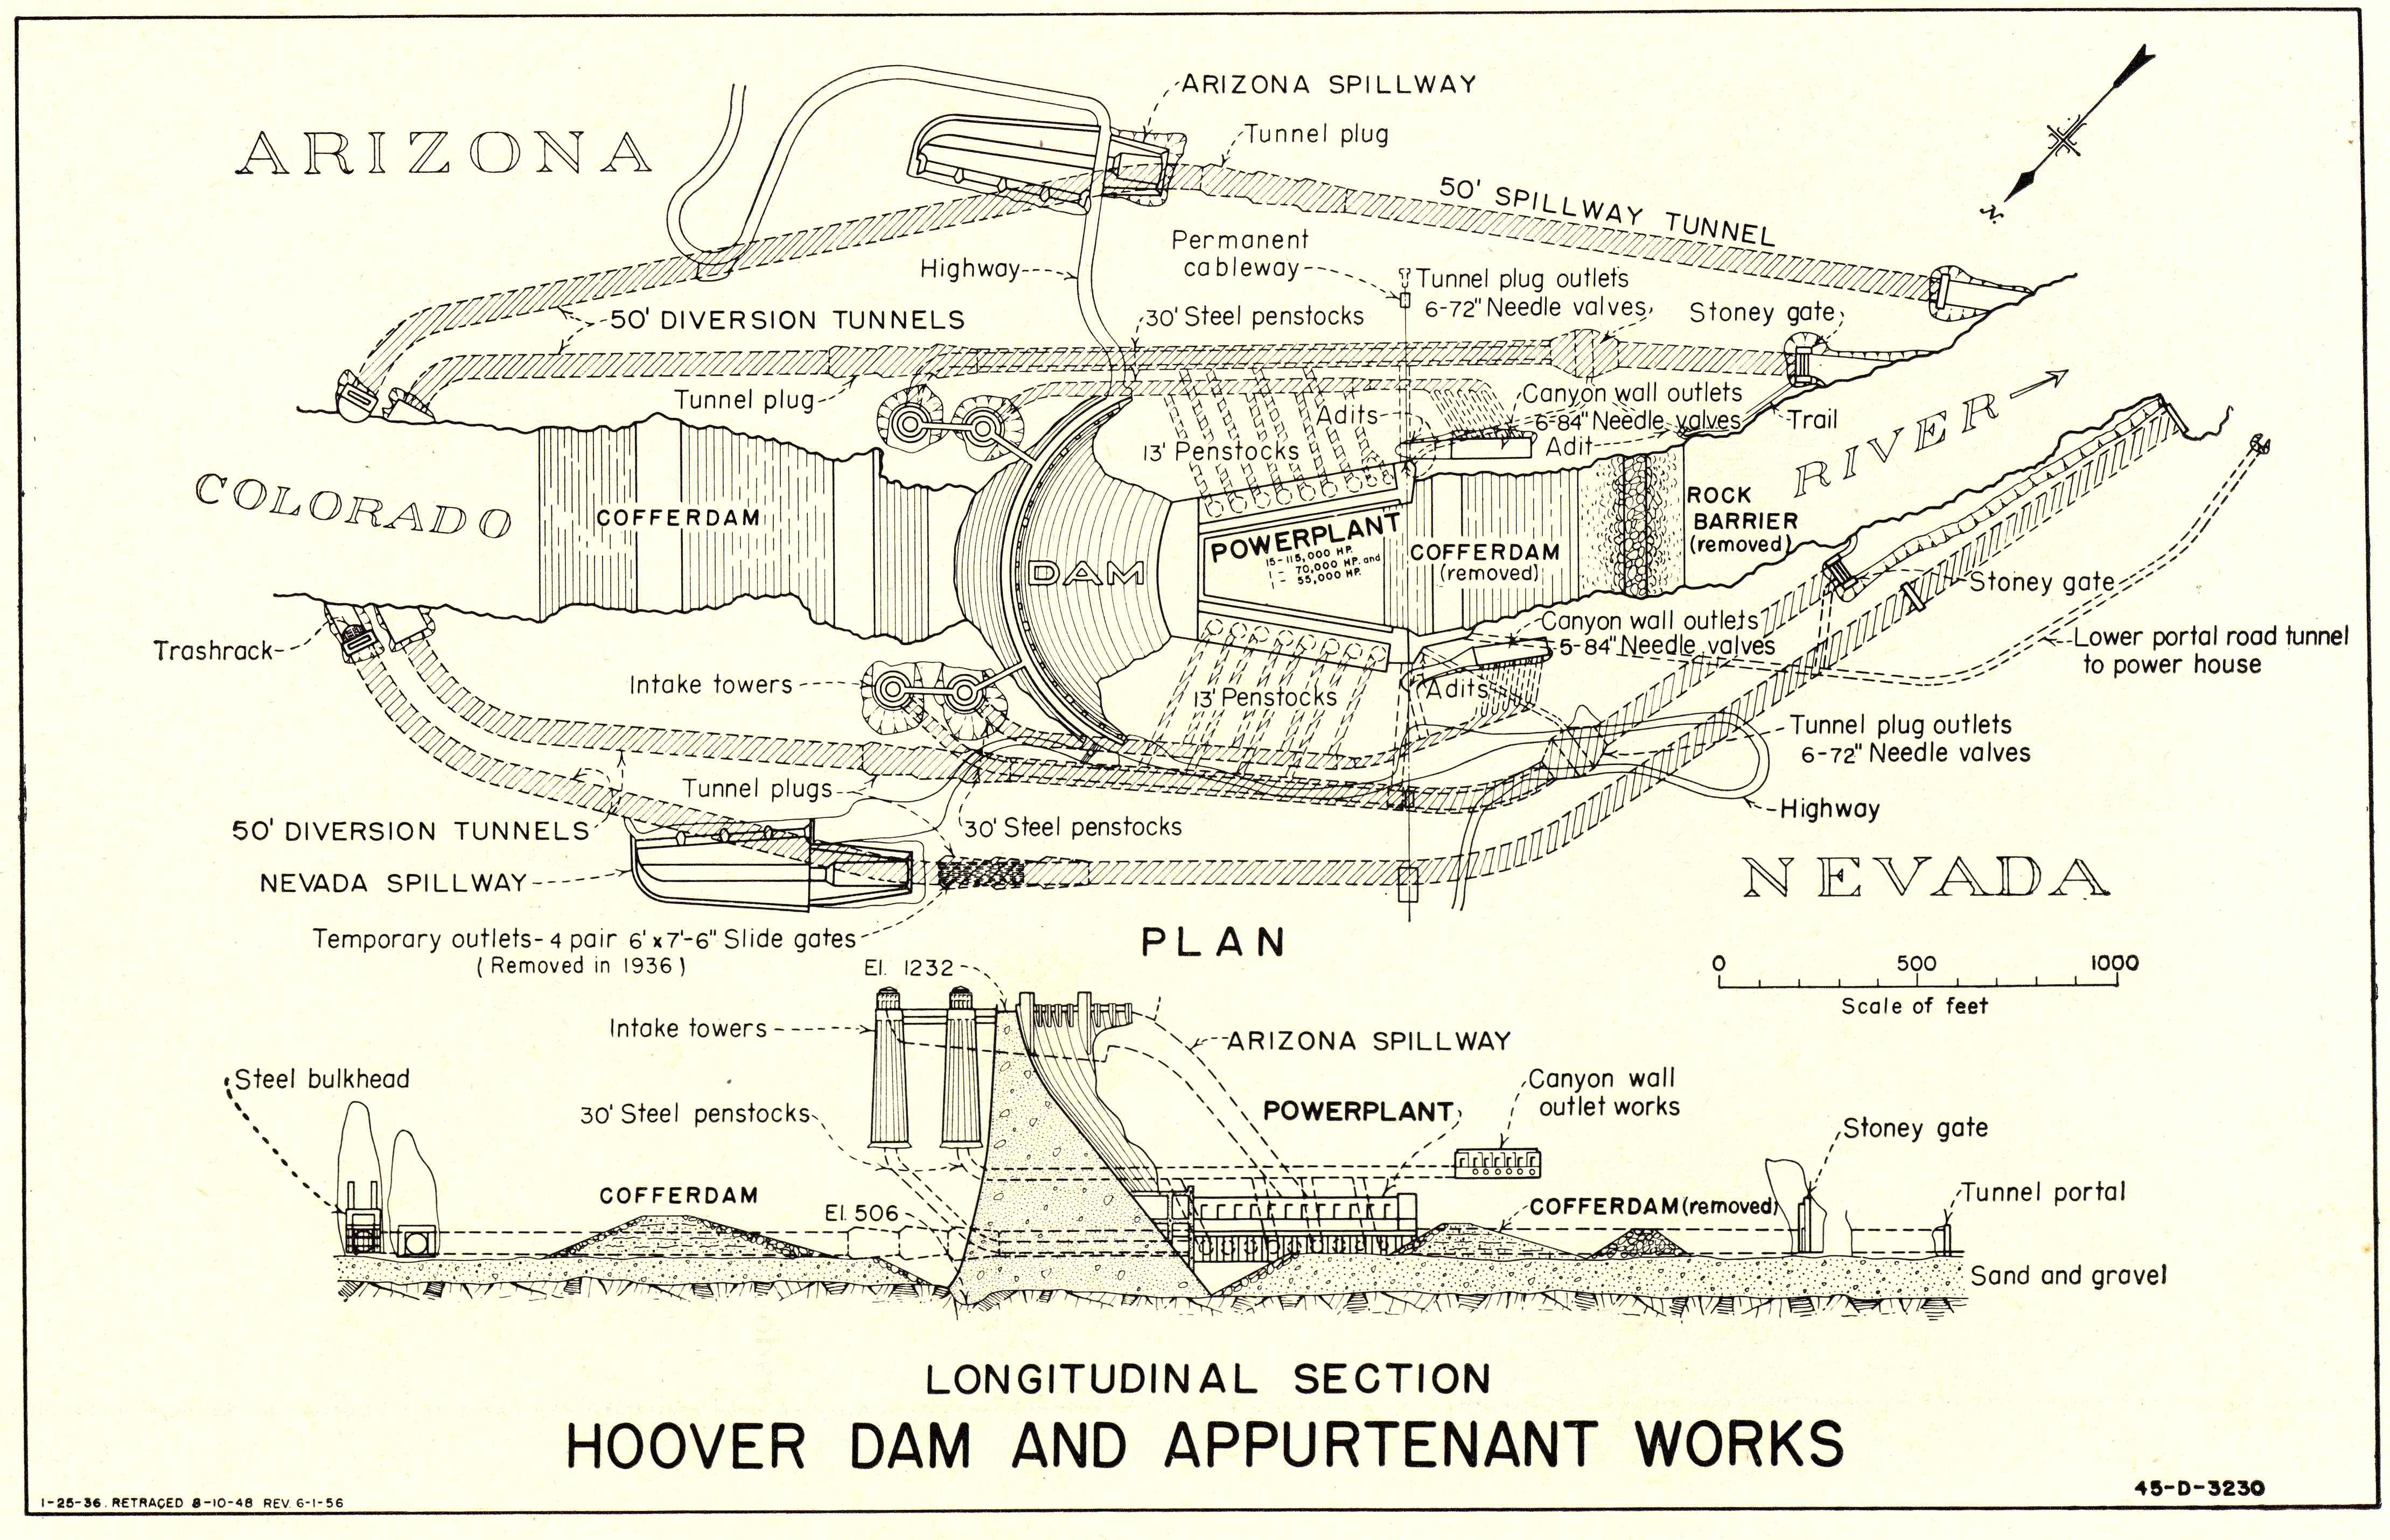 ARIZONA
ARIZONA SPILLWAY
Tunnel plug
50' SPILLWAY TUNNEL
N.
Permanent
cableway
Highway
Tunnel plug outlets
6-72" Needle valves
Stoney gate
50' DIVERSION TUNNELS
30' Steel penstocks
Tunnel plug
Canyon wall outlets
6-84" Needle valves
Adits
Trail
Adit
13' Penstocks
COLORADO
RIVER
COFFERDAM
DAM
POWERPLANT
15-115,000 HP.
1 - 70,000 HP. and
1 - 55,000 HP.
COFFERDAM
(removed)
ROCK
BARRIER
(removed)
Stoney gate
Canyon wall outlets
5-84" Needle valves
Lower portal road tunnel
to power house
Trashrack
Intake towers
13' Penstocks
Adits
Tunnel plug outlets
6-72" Needle valves
Tunnel plugs
Highway
50' DIVERSION TUNNELS
30' Steel penstocks
NEVADA SPILLWAY
NEVADA
Temporary outlets-4 pair 6'x7'-6" Slide gates
(Removed in 1936)
PLAN
0 500 1000
Scale of feet
El. 1232
Intake towers
ARIZONA SPILLWAY
Steel bulkhead
Canyon wall
outlet works
30' Steel penstocks
POWERPLANT
Stoney gate
COFFERDAM
El. 506
COFFERDAM (removed)
Tunnel portal
Sand and gravel
LONGITUDINAL SECTION
HOOVER DAM AND APPURTENANT WORKS
1-25-36. RETRACED 8-10-48 REV. 6-1-56
45-D-3230